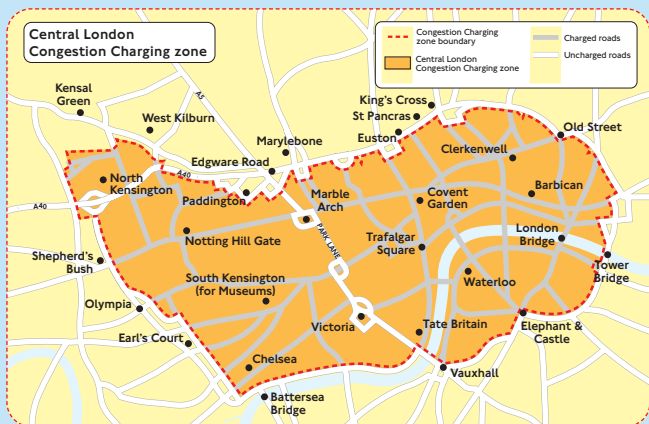 Central London
Congestion Charging zone
Congestion Charging
zone boundary
Central London
Congestion Charging zone
Charged roads
Uncharged roads
Kensal
Green
A5
King's Cross
St Pancras
West Kilburn
Euston
Old Street
Marylebone
Clerkenwell
Edgware Road
A40
North
Kensington
Paddington
Marble
Arch
Covent
Garden
Barbican
A40
PARK LANE
Notting Hill Gate
Trafalgar
Square
London
Bridge
Shepherd's
Bush
Tower
Bridge
South Kensington
(for Museums)
Waterloo
Olympia
Victoria
Tate Britain
Elephant &
Castle
Earl's Court
Chelsea
Vauxhall
Battersea
Bridge